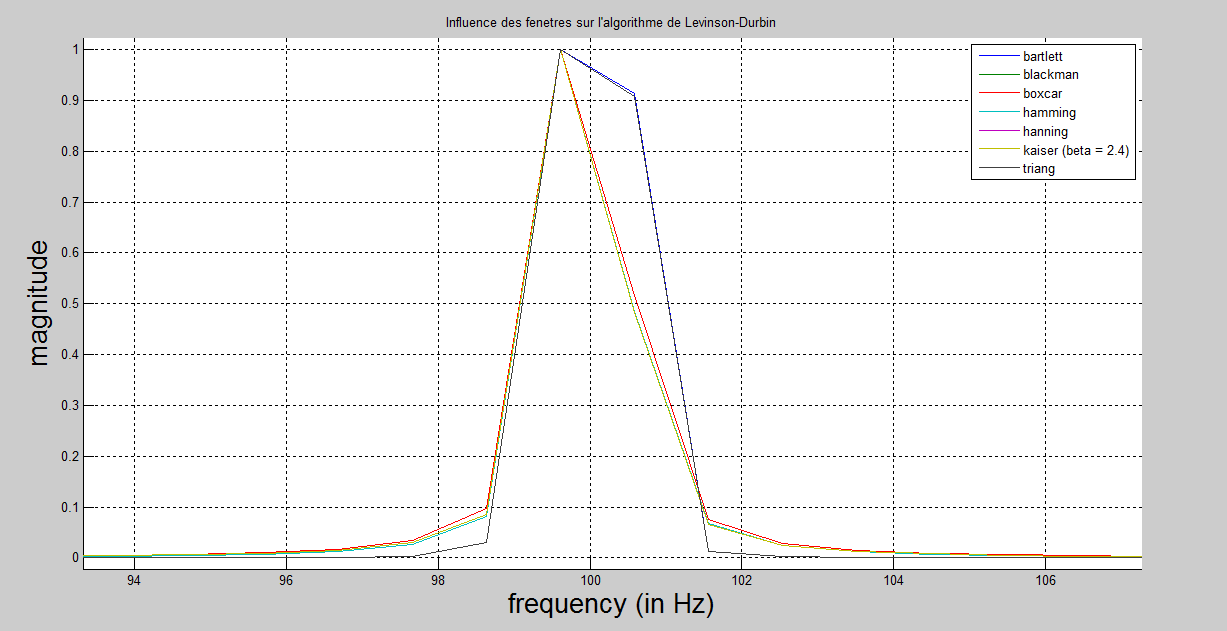 Influence des fenetres sur l'algorithme de Levinson-Durbin
1
0.9
0.8
0.7
0.6
0.5
0.4
0.3
0.2
0.1
0
magnitude
bartlett
blackman
boxcar
hamming
hanning
kaiser (beta = 2.4)
triang
94 96 98 100 102 104 106
frequency (in Hz)